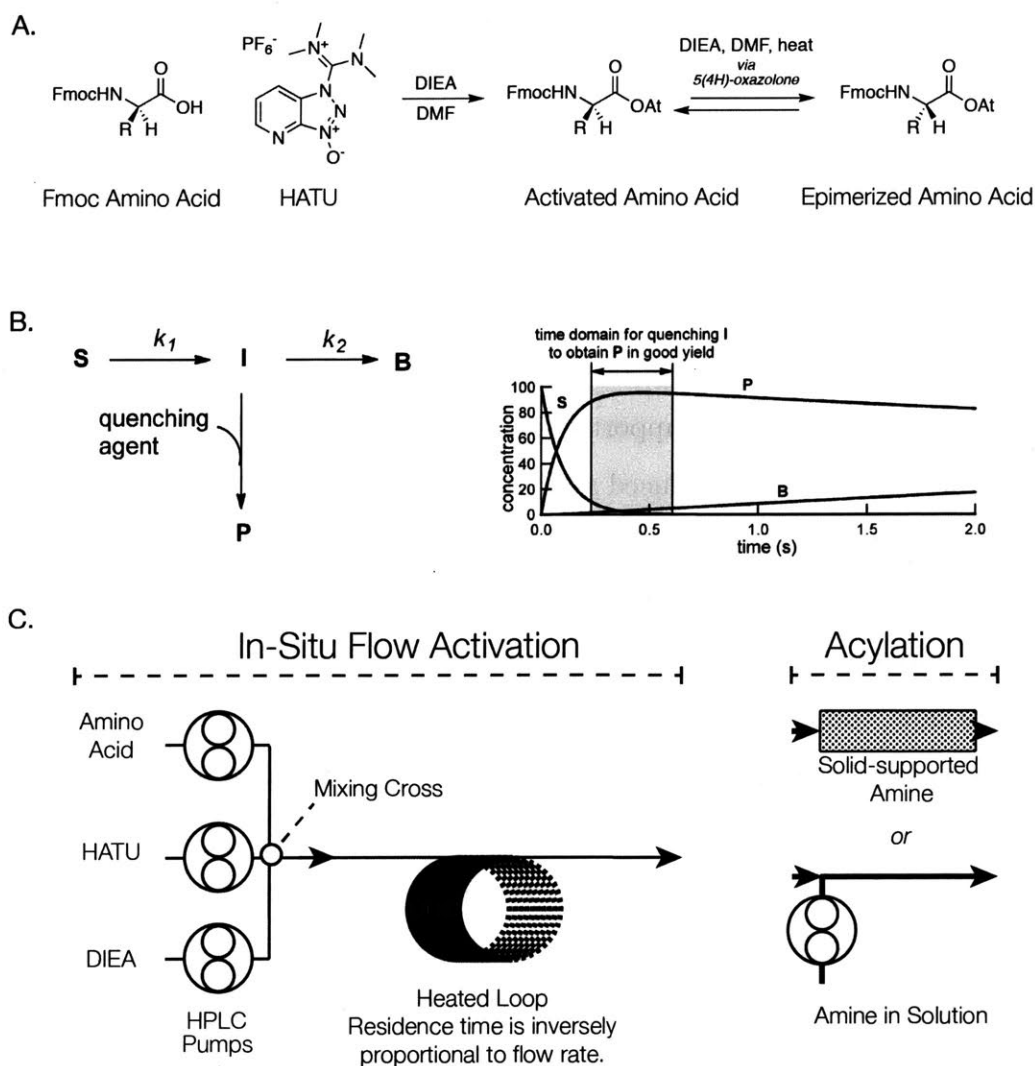 A.
PF6-
N+
N
FmocHN
O
OH
R
H
N
N
N
N+
O-
DIEA
DMF
FmocHN
O
OAt
R
H
DIEA, DMF, heat
via
5(4H)-oxazolone
FmocHN
O
OAt
R
H
Fmoc Amino Acid
HATU
Activated Amino Acid
Epimerized Amino Acid
B.
S
k1
I
k2
B
quenching
agent
P
time domain for quenching I
to obtain P in good yield
concentration
100
80
60
40
20
0
S
P
B
0.0
0.5
1.0
1.5
2.0
time (s)
C.
In-Situ Flow Activation
Acylation
Amino
Acid
Mixing Cross
HATU
DIEA
HPLC
Pumps
Heated Loop
Residence time is inversely
proportional to flow rate.
Solid-supported
Amine
or
Amine in Solution